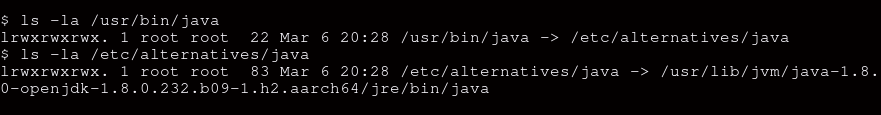 $ ls -la /usr/bin/java
lrwxrwxrwx. 1 root root  22 Mar 6 20:28 /usr/bin/java -> /etc/alternatives/java
$ ls -la /etc/alternatives/java
lrwxrwxrwx. 1 root root  83 Mar 6 20:28 /etc/alternatives/java -> /usr/lib/jvm/java-1.8.
0-openjdk-1.8.0.232.b09-1.h2.aarch64/jre/bin/java